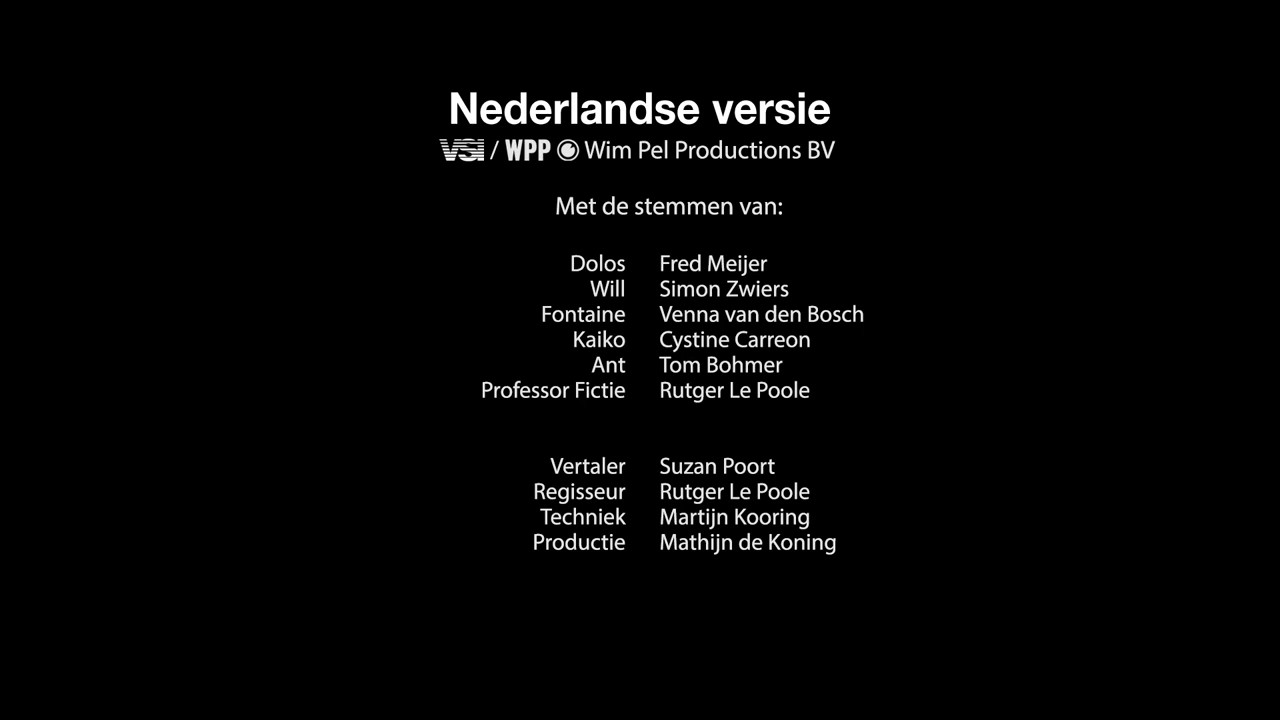 Nederlandse versie
VSI / WPP Wim Pel Productions BV
Met de stemmen van:
Dolos Fred Meijer
Will Simon Zwiers
Fontaine Venna van den Bosch
Kaiko Cystine Carreon
Ant Tom Bohmer
Professor Fictie Rutger Le Poole
Vertaler Suzan Poort
Regisseur Rutger Le Poole
Techniek Martijn Kooring
Productie Mathijn de Koning